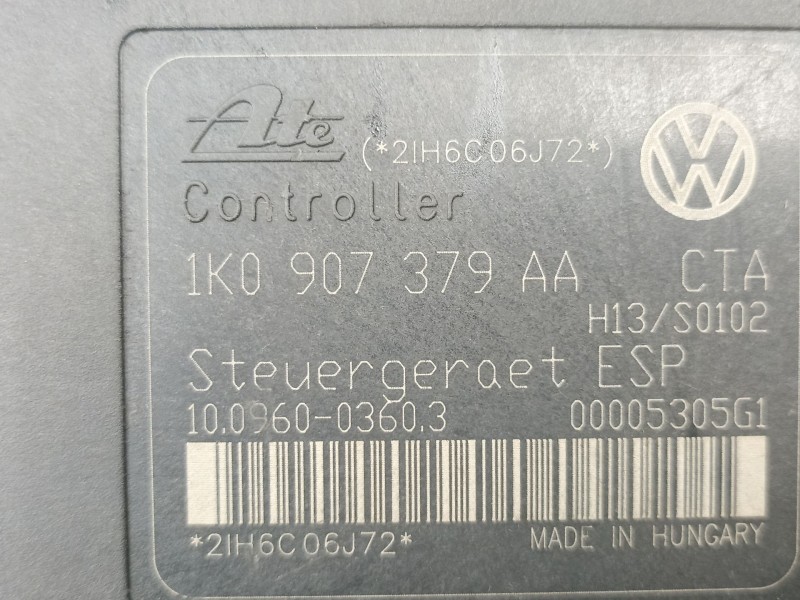 Ate (*2IH6C06J72*)
Controller
1K0 907 379 AA CTA
H13/S0102
Steuergeraet ESP
10.0960-0360.3 00005305G1
*2IH6C06J72* MADE IN HUNGARY